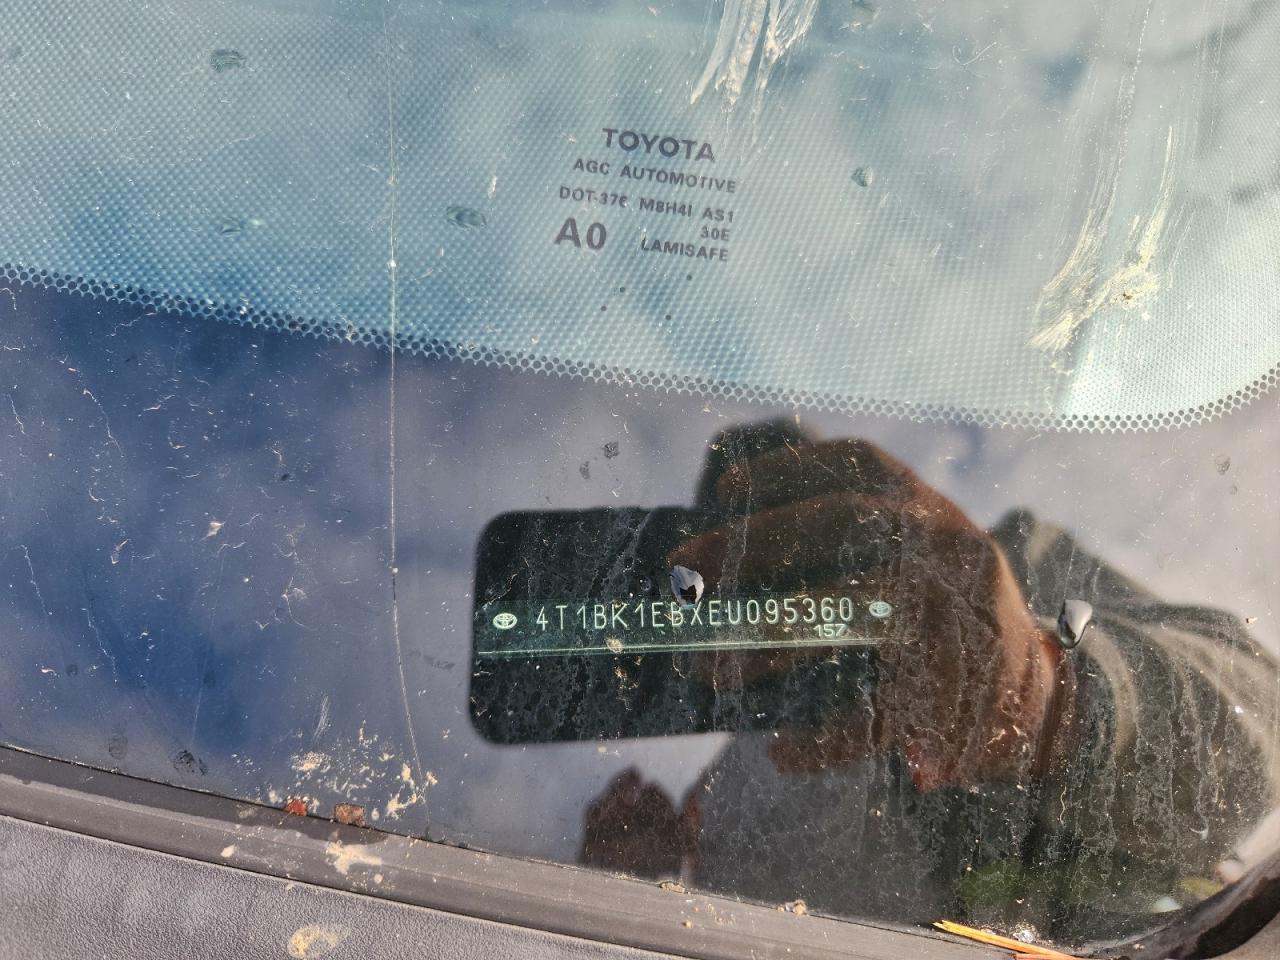 TOYOTA
AGC AUTOMOTIVE
DOT-376 M8H4I AS1
30E
A0 LAMISAFE
4T1BK1EBXEU095360
157